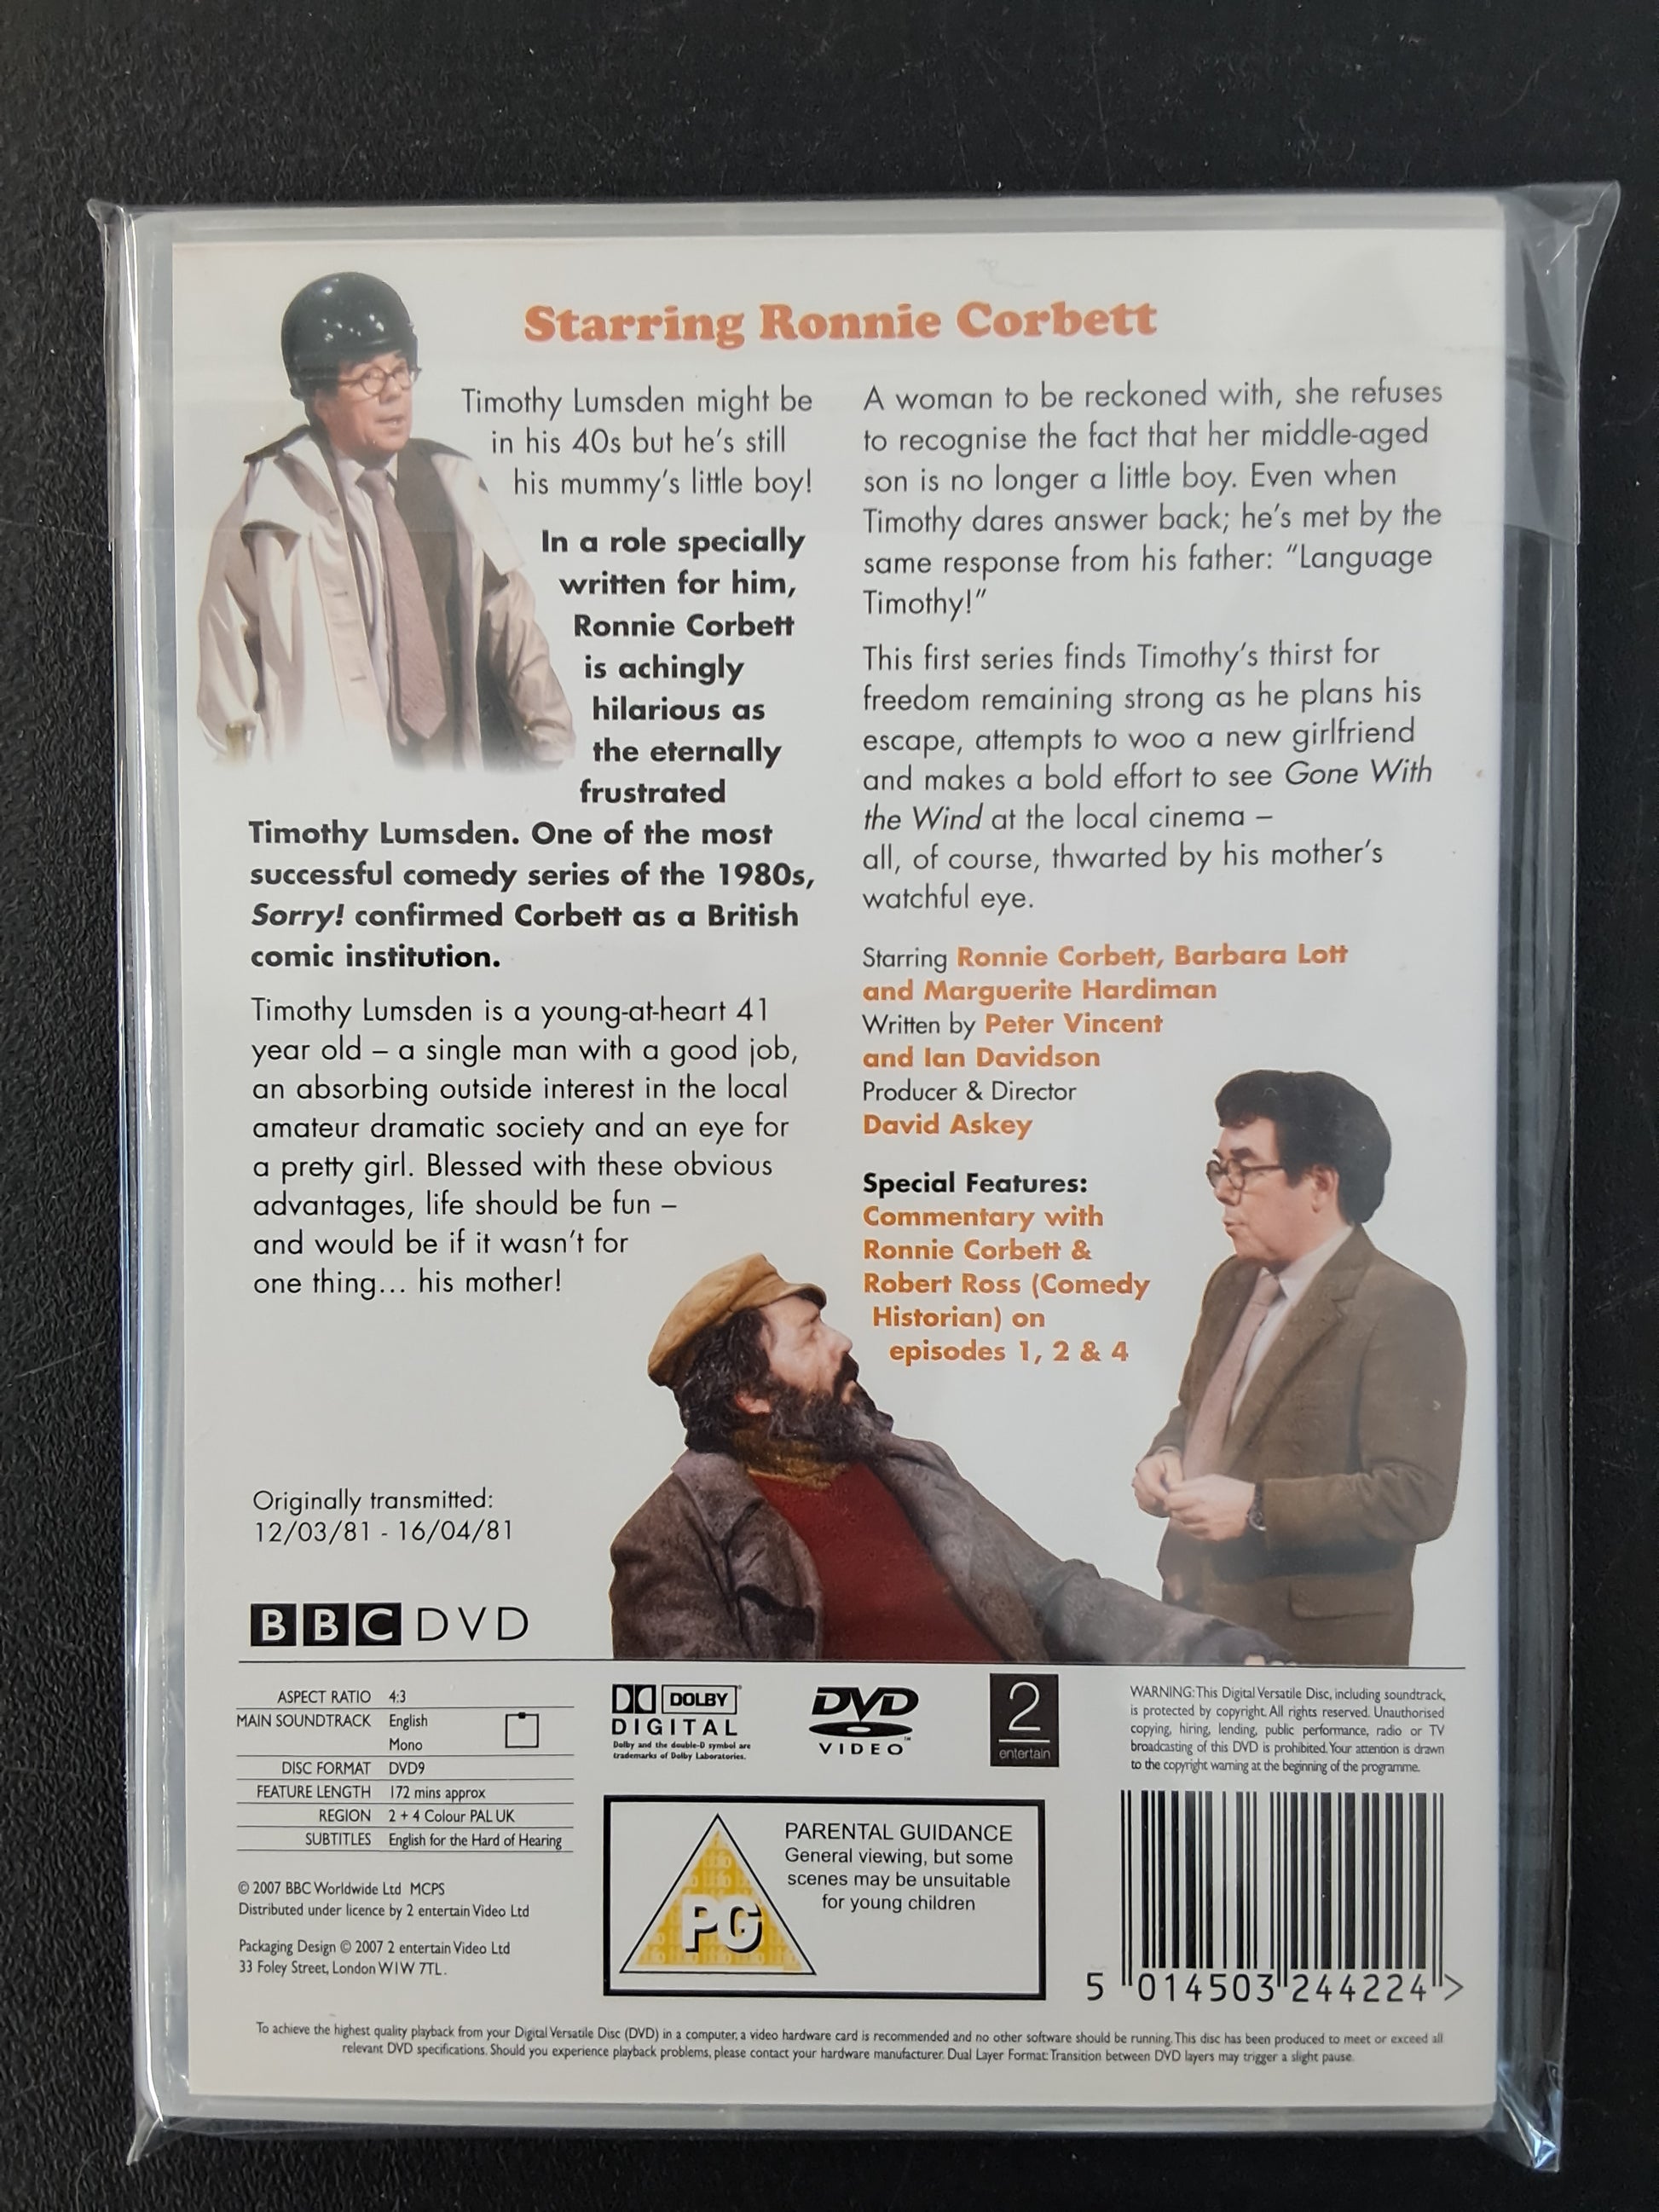 Starring Ronnie Corbett
Timothy Lumsden might be
in his 40s but he's still
his mummy's little boy!
In a role specially
written for him,
Ronnie Corbett
is achingly
hilarious as
the eternally
frustrated
Timothy Lumsden. One of the most
successful comedy series of the 1980s,
Sorry! confirmed Corbett as a British
comic institution.
Timothy Lumsden is a young-at-heart 41
year old – a single man with a good job,
an absorbing outside interest in the local
amateur dramatic society and an eye for
a pretty girl. Blessed with these obvious
advantages, life should be fun –
and would be if it wasn't for
one thing... his mother!
A woman to be reckoned with, she refuses
to recognise the fact that her middle-aged
son is no longer a little boy. Even when
Timothy dares answer back; he's met by the
same response from his father: “Language
Timothy!”
This first series finds Timothy's thirst for
freedom remaining strong as he plans his
escape, attempts to woo a new girlfriend
and makes a bold effort to see Gone With
the Wind at the local cinema –
all, of course, thwarted by his mother's
watchful eye.
Starring Ronnie Corbett, Barbara Lott
and Marguerite Hardiman
Written by Peter Vincent
and Ian Davidson
Producer & Director
David Askey
Special Features:
Commentary with
Ronnie Corbett &
Robert Ross (Comedy
Historian) on
episodes 1, 2 & 4
Originally transmitted:
12/03/81 - 16/04/81
BBC DVD
ASPECT RATIO 4:3
MAIN SOUNDTRACK English
Mono
DISC FORMAT DVD9
FEATURE LENGTH 172 mins approx
REGION 2 + 4 Colour PAL UK
SUBTITLES English for the Hard of Hearing
© 2007 BBC Worldwide Ltd MCPS
Distributed under licence by 2 entertain Video Ltd
Packaging Design © 2007 2 entertain Video Ltd
33 Foley Street, London W1W 7TL.
DOLBY
DIGITAL
Dolby and the double-D symbol are
trademarks of Dolby Laboratories.
DVD
VIDEO
TM
2
entertain
WARNING: This Digital Versatile Disc, including soundtrack,
is protected by copyright. All rights reserved. Unauthorised
copying, hiring, lending, public performance, radio or TV
broadcasting of this DVD is prohibited. Your attention is drawn
to the copyright warning at the beginning of the programme.
PG
PARENTAL GUIDANCE
General viewing, but some
scenes may be unsuitable
for young children
5 014503 244224 >
To achieve the highest quality playback from your Digital Versatile Disc (DVD) in a computer, a video hardware card is recommended and no other software should be running. This disc has been produced to meet or exceed all
relevant DVD specifications. Should you experience playback problems, please contact your hardware manufacturer. Dual Layer Format: Transition between DVD layers may trigger a slight pause.